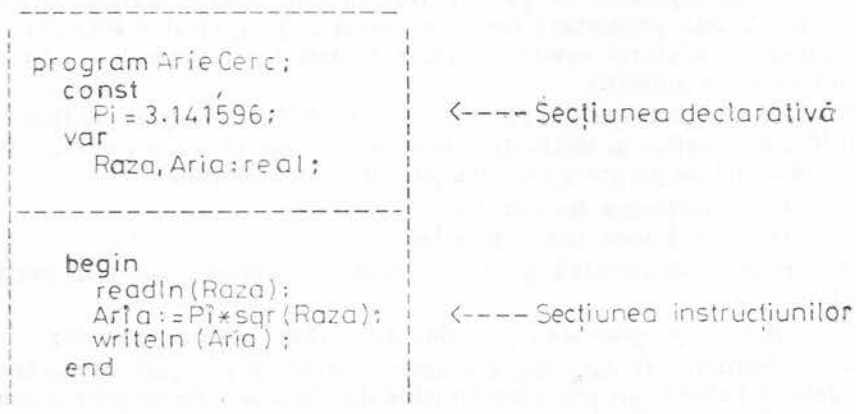 program ArieCerc;
const
Pi = 3.141596; <---- Secțiunea declarativă
var
Raza, Aria : real;
begin
readln (Raza);
Aria := Pi * sqr (Raza); <---- Secțiunea instrucțiunilor
writeln (Aria) ;
end